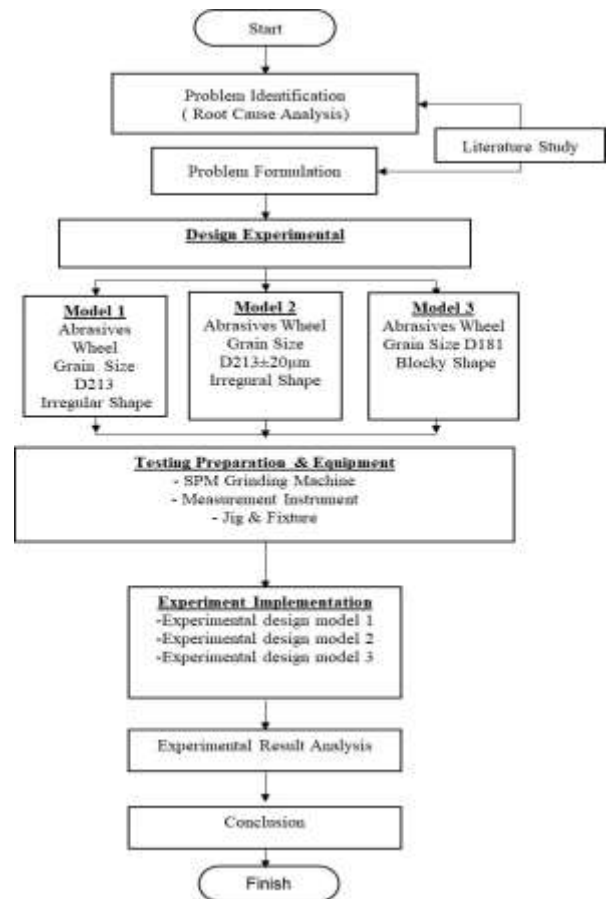 Start
Problem Identification
( Root Cause Analysis)
Literature Study
Problem Formulation
Design Experimental
Model 1
Abrasives
Wheel
Grain Size
D213
Irregular Shape
Model 2
Abrasives Wheel
Grain Size
D213±20µm
Irregural Shape
Model 3
Abrasives Wheel
Grain Size D181
Blocky Shape
Testing Preparation & Equipment
- SPM Grinding Machine
- Measurement Instrument
- Jig & Fixture
Experiment Implementation
-Experimental design model 1
-Experimental design model 2
-Experimental design model 3
Experimental Result Analysis
Conclusion
Finish